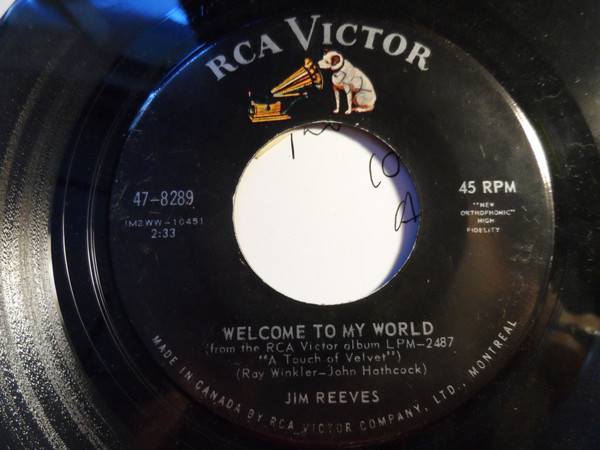 RCA VICTOR
47-8289
(M2WW-10451
2:33
45 RPM
"NEW
ORTHOPHONIC"
HIGH
FIDELITY
WELCOME TO MY WORLD
(from the RCA Victor album LPM-2487
"A Touch of Velvet")
(Ray Winkler-John Hathcock)
JIM REEVES
MADE IN CANADA BY RCA VICTOR COMPANY, LTD., MONTREAL